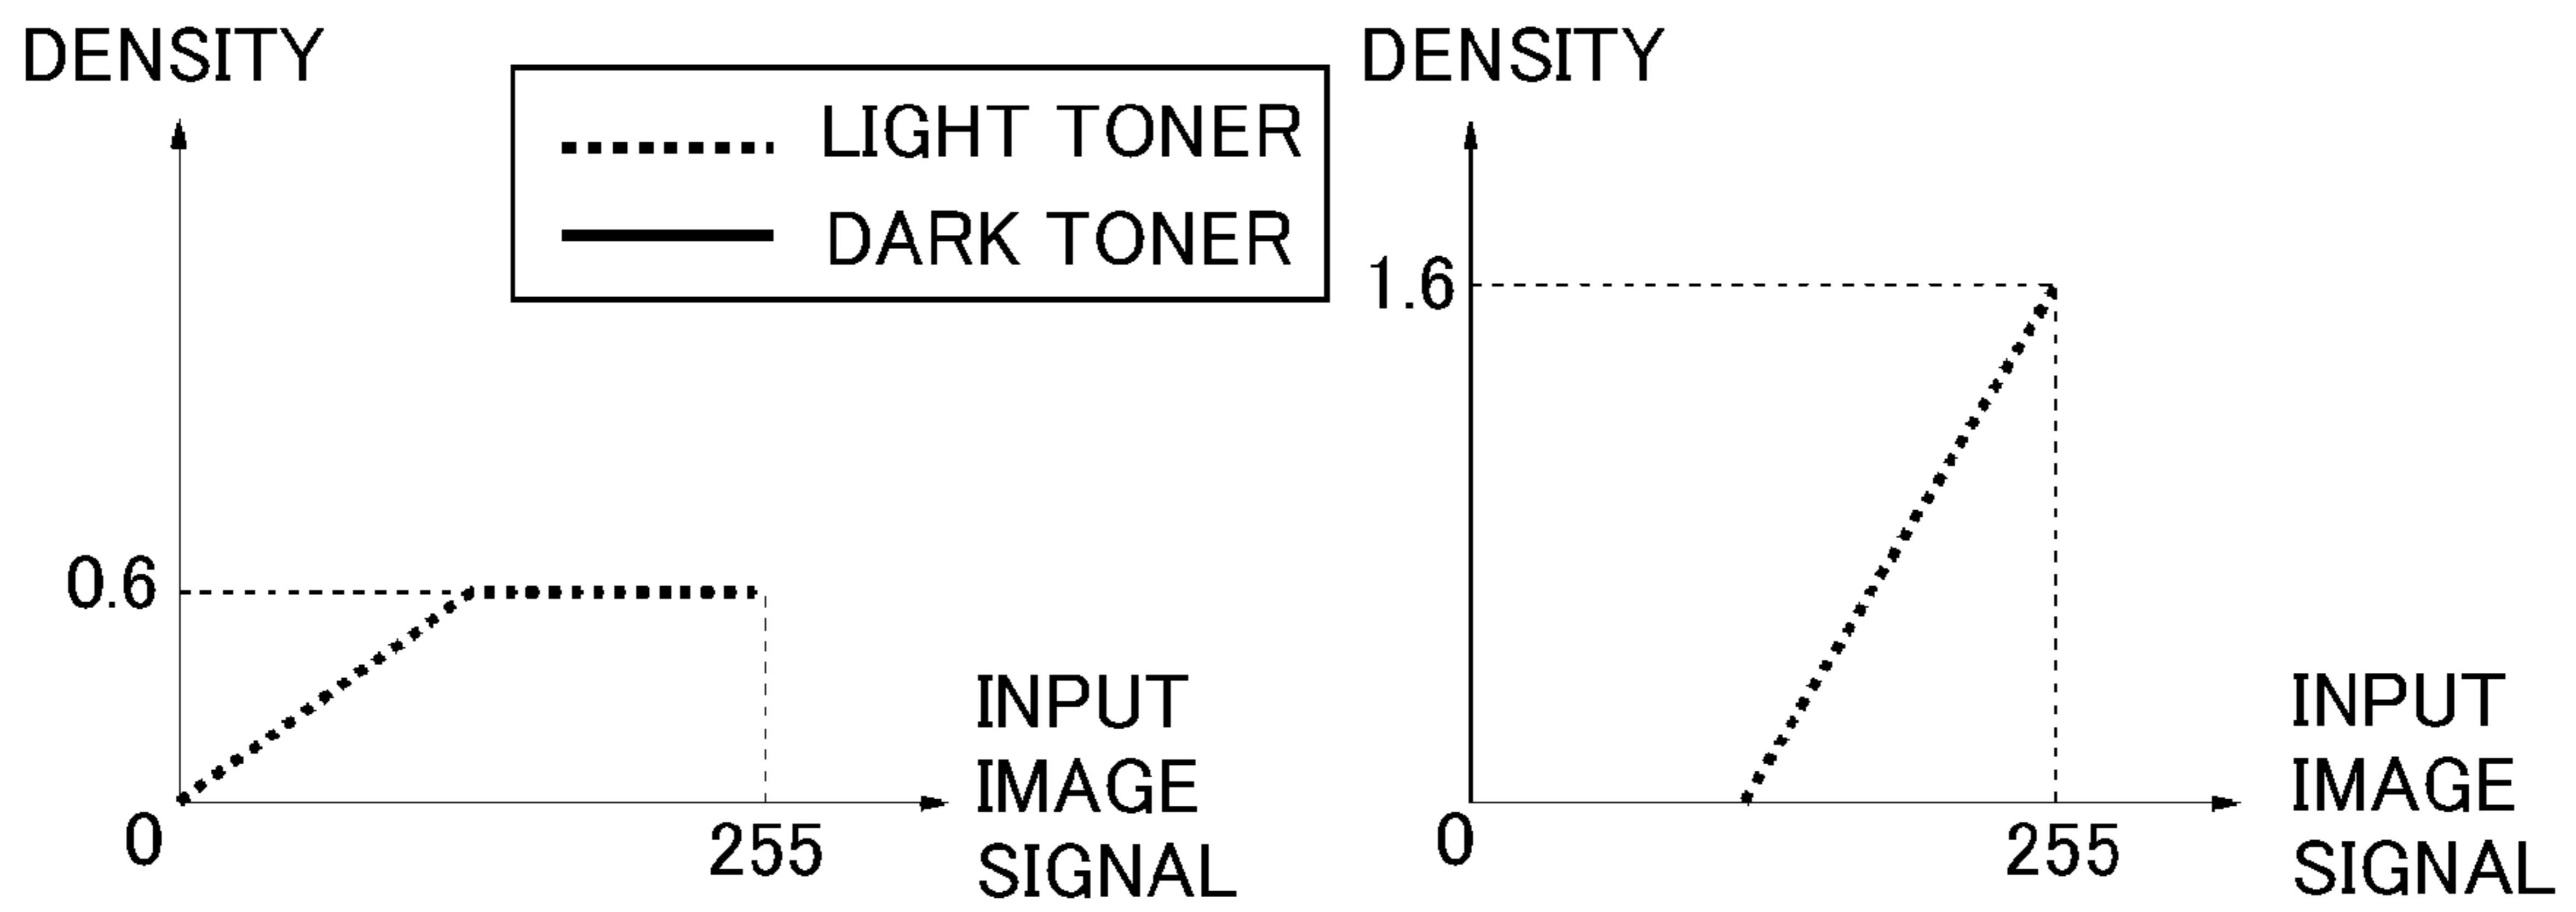 DENSITY
LIGHT TONER
DARK TONER
0.6
0
255
INPUT
IMAGE
SIGNAL
DENSITY
1.6
0
255
INPUT
IMAGE
SIGNAL